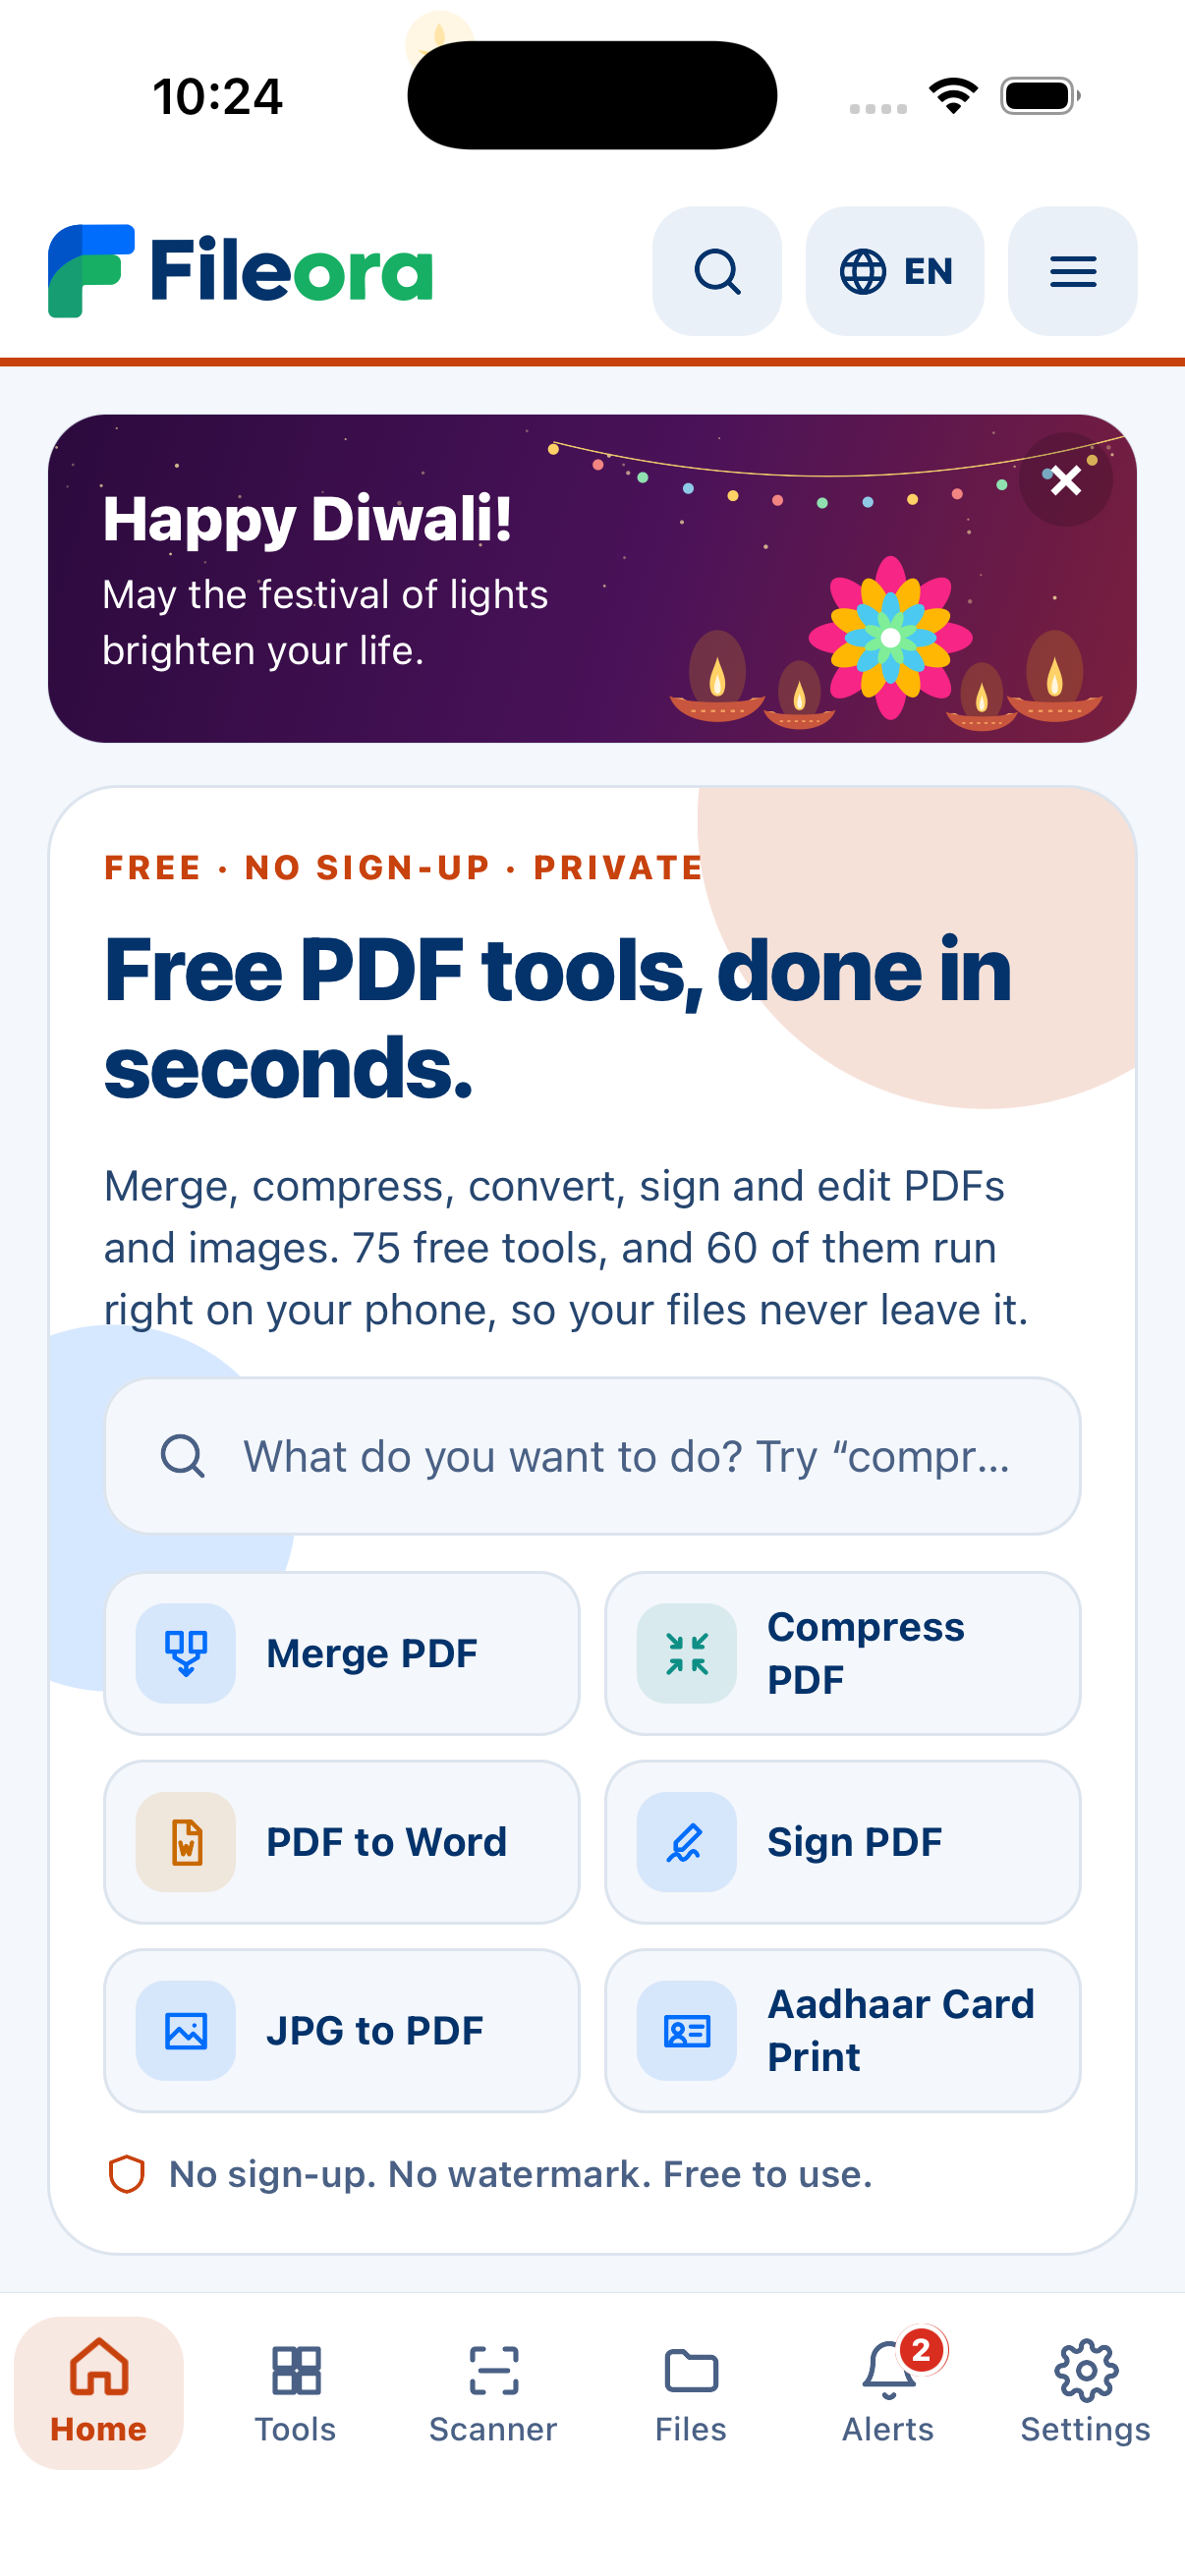 10:24
Fileora
EN
Happy Diwali!
May the festival of lights
brighten your life.
FREE · NO SIGN-UP · PRIVATE
Free PDF tools, done in
seconds.
Merge, compress, convert, sign and edit PDFs
and images. 75 free tools, and 60 of them run
right on your phone, so your files never leave it.
What do you want to do? Try “compr...
Merge PDF
Compress
PDF
PDF to Word
Sign PDF
JPG to PDF
Aadhaar Card
Print
No sign-up. No watermark. Free to use.
2
Home
Tools
Scanner
Files
Alerts
Settings